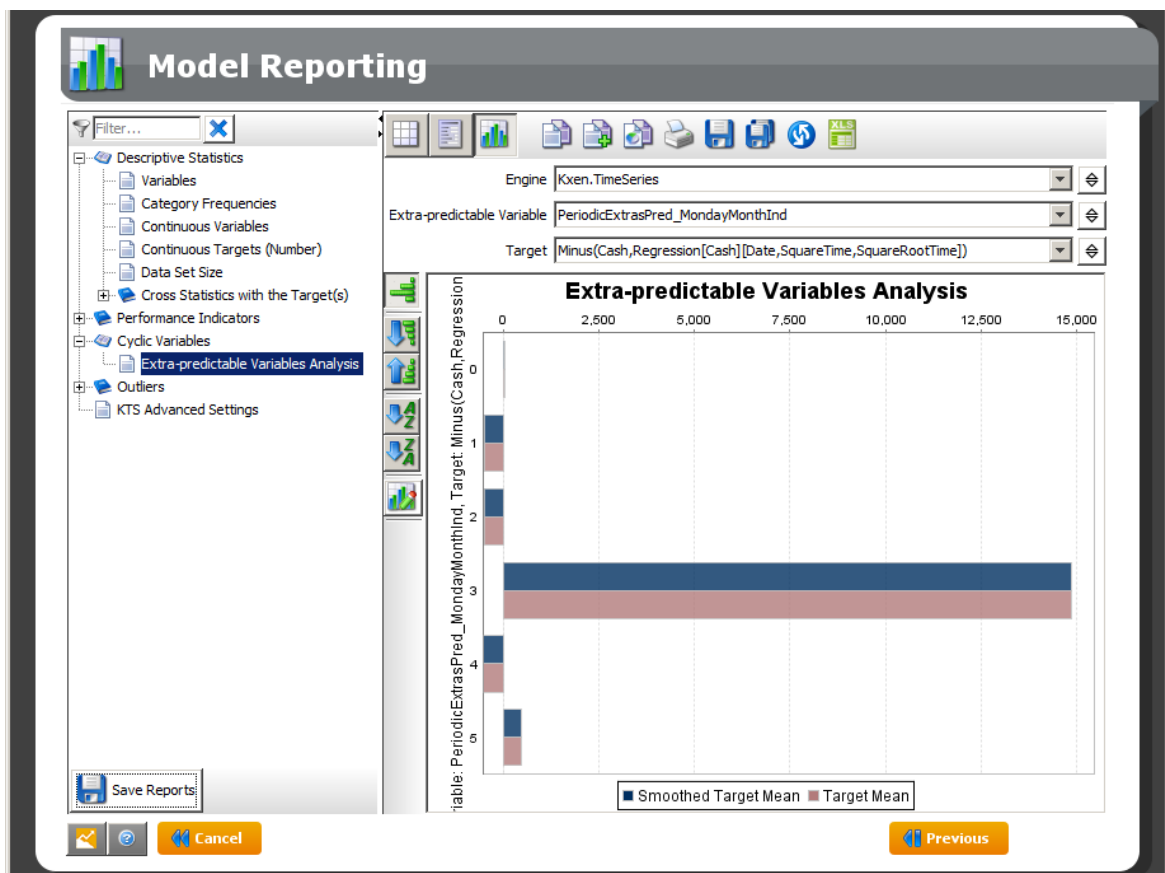 Model Reporting
Filter...
Descriptive Statistics
Variables
Category Frequencies
Continuous Variables
Continuous Targets (Number)
Data Set Size
Cross Statistics with the Target(s)
Performance Indicators
Cyclic Variables
Extra-predictable Variables Analysis
Outliers
KTS Advanced Settings
Save Reports
XLS
Engine Kxen.TimeSeries
Extra-predictable Variable PeriodicExtrasPred_MondayMonthInd
Target Minus(Cash,Regression[Cash][Date,SquareTime,SquareRootTime])
A
Z
Z
A
Extra-predictable Variables Analysis
0 2,500 5,000 7,500 10,000 12,500 15,000
riable: PeriodicExtrasPred_MondayMonthInd, Target: Minus(Cash,Regression
0
1
2
3
4
5
Smoothed Target Mean Target Mean
Cancel
Previous